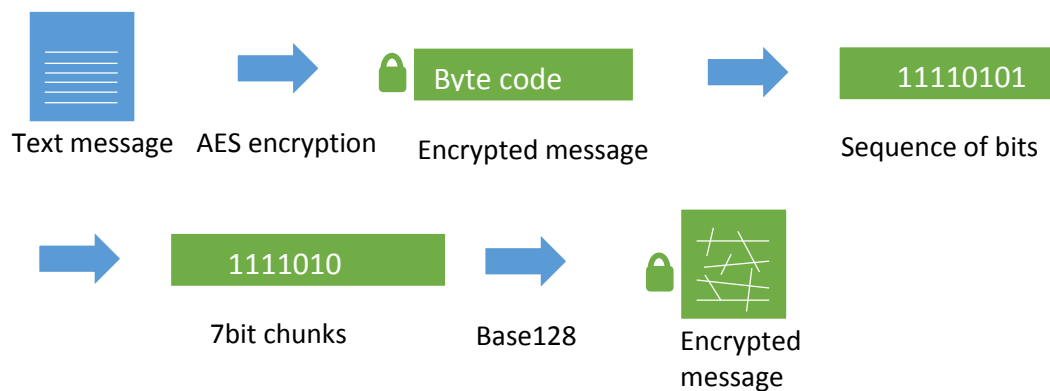 Byte code
11110101
Text message
AES encryption
Encrypted message
Sequence of bits
1111010
7bit chunks
Base128
Encrypted
message